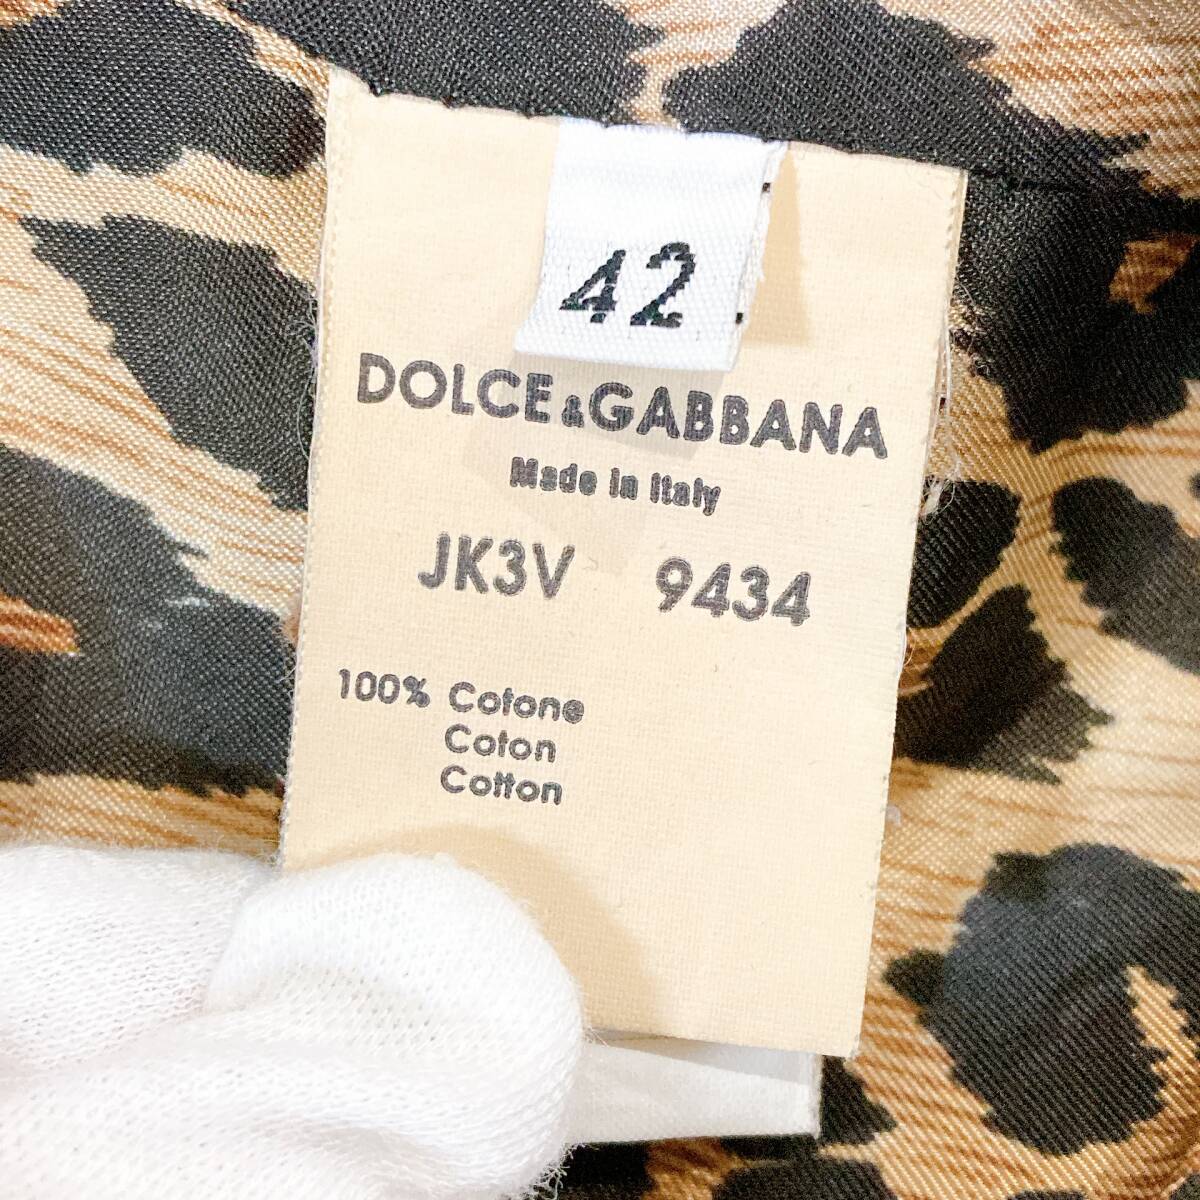 42
DOLCE&GABBANA
Made in Italy
JK3V 9434
100% Cotone
Coton
Cotton